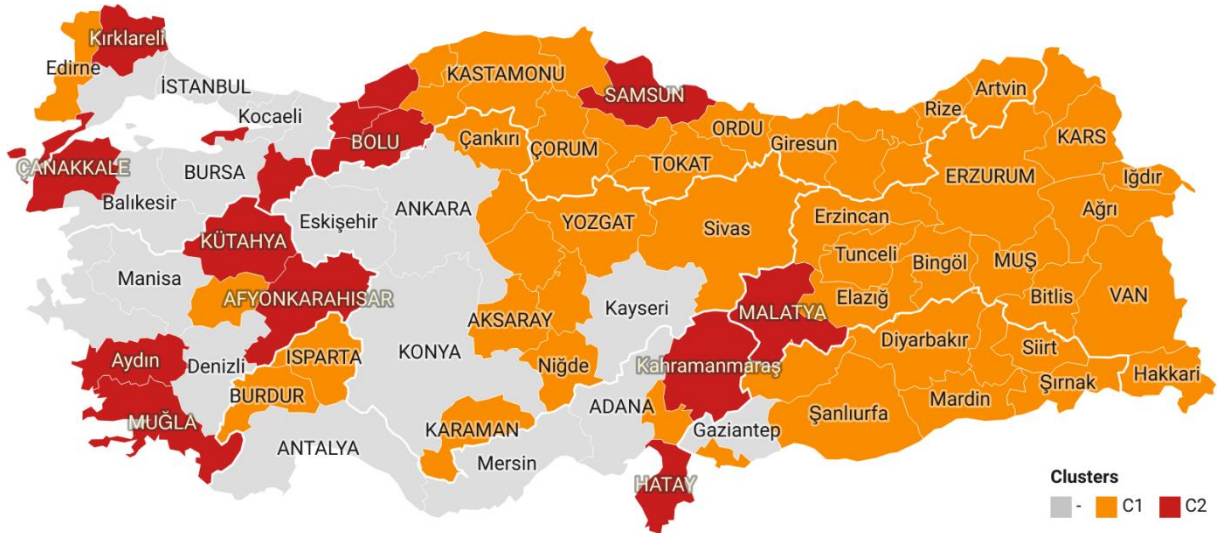 Kırklareli
Edirne
İSTANBUL
KASTAMONU
Artvin
SAMSUN
Rize
Kocaeli
KARS
ORDU
BOLU
Çankırı
ÇORUM
Giresun
ÇANAKKALE
BURSA
TOKAT
ERZURUM
Iğdır
Balıkesir
ANKARA
Eskişehir
YOZGAT
Sivas
Erzincan
Ağrı
KÜTAHYA
Tunceli
MUŞ
Bingöl
Manisa
AFYONKARAHISAR
Elazığ
Bitlis
VAN
Kayseri
MALATYA
AKSARAY
Diyarbakır
Siirt
Aydın
Denizli
ISPARTA
KONYA
Niğde
Kahramanmaraş
Hakkari
Şırnak
BURDUR
Mardin
MUĞLA
ADANA
Şanlıurfa
KARAMAN
Gaziantep
ANTALYA
Mersin
HATAY
Clusters
- C1 C2